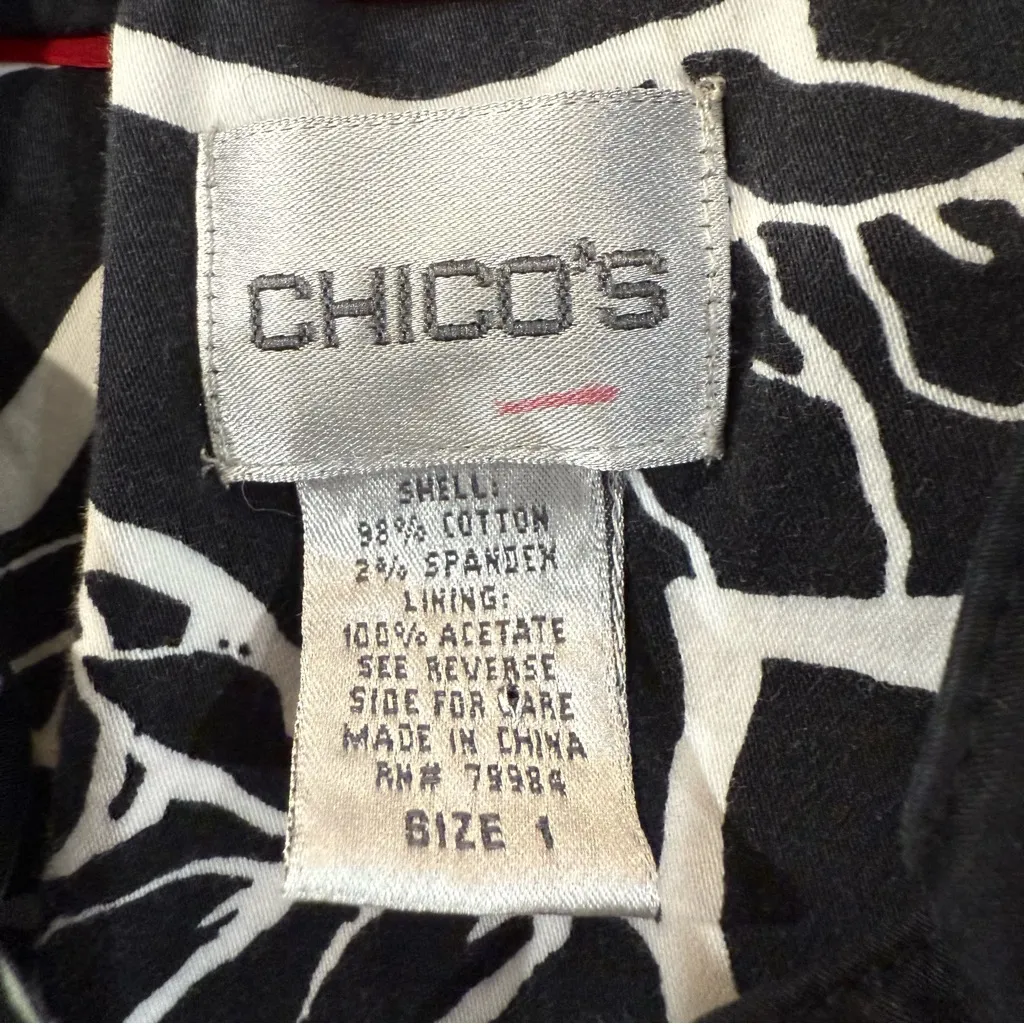 CHICO'S
SHELL:
98% COTTON
2% SPANDEX
LINING:
100% ACETATE
SEE REVERSE
SIDE FOR CARE
MADE IN CHINA
RN# 79984
SIZE 1